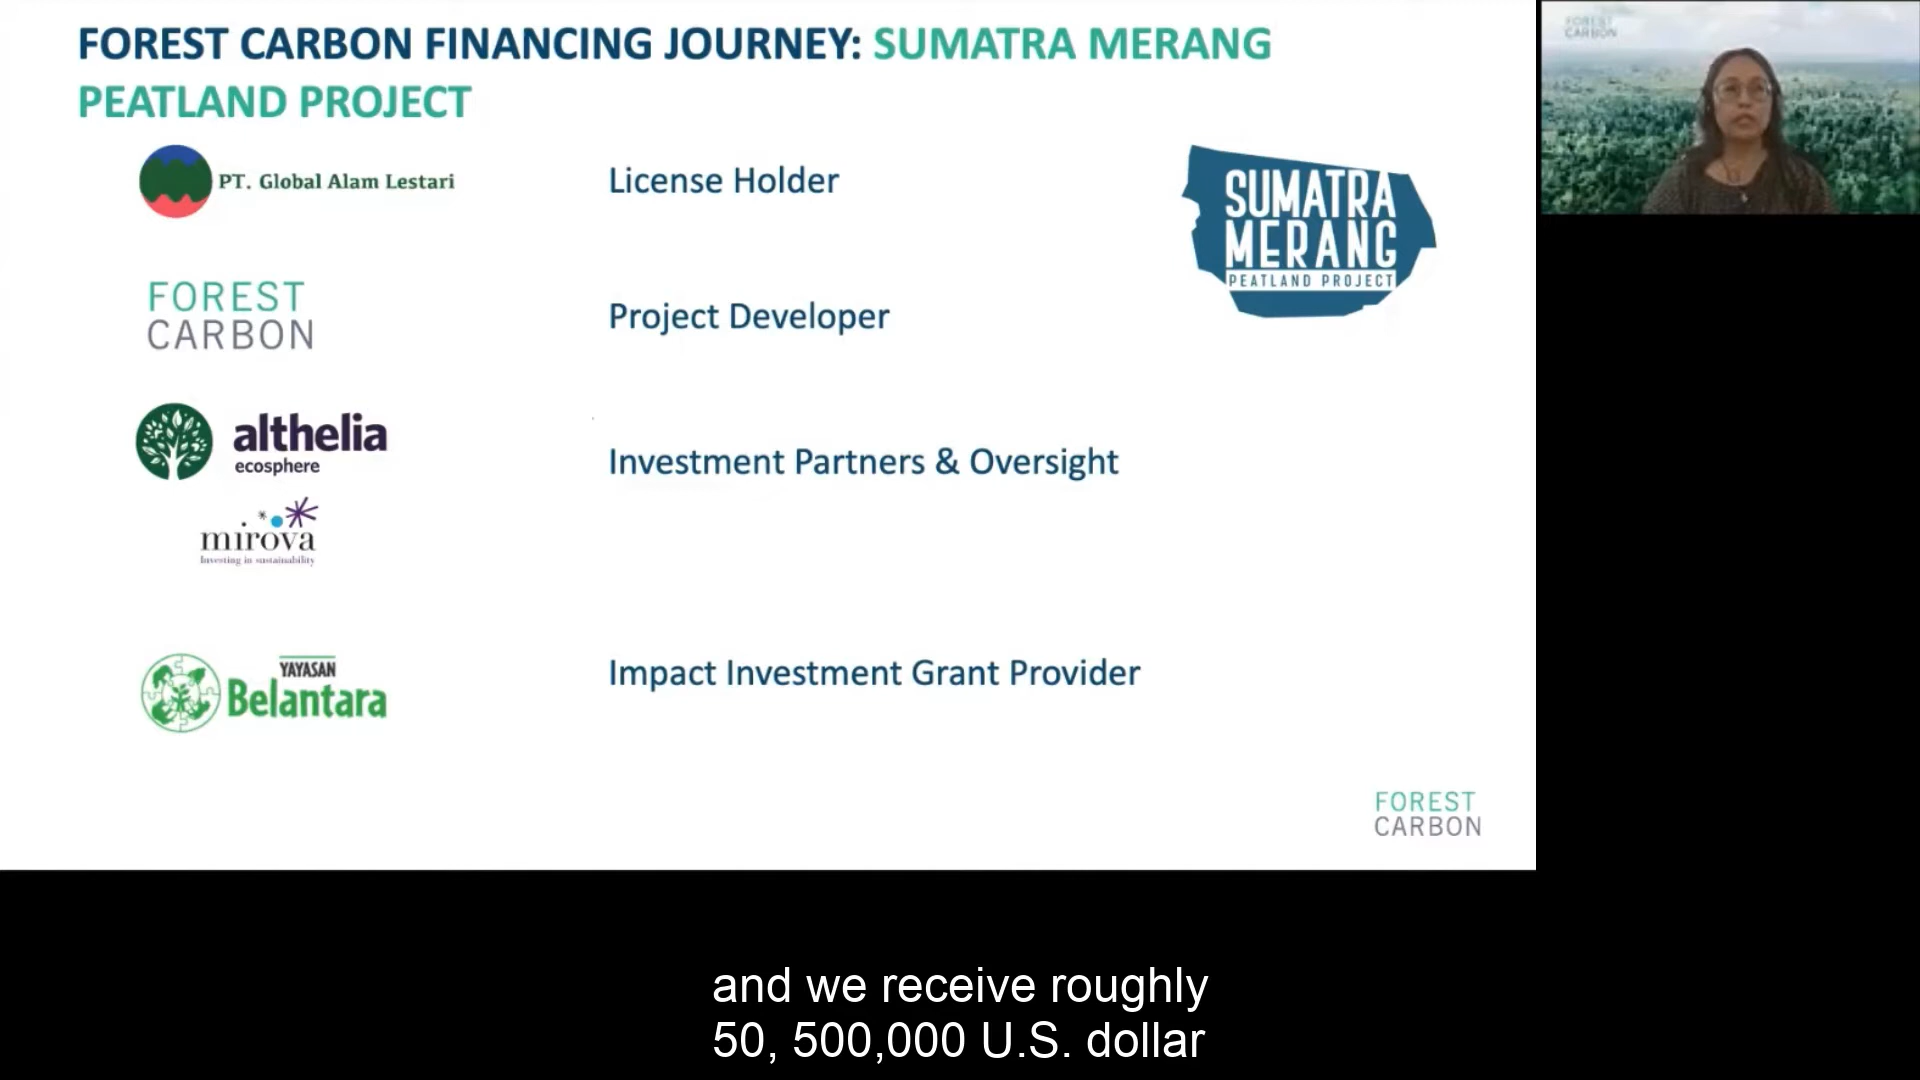 FOREST CARBON FINANCING JOURNEY: SUMATRA MERANG
PEATLAND PROJECT
PT. Global Alam Lestari
License Holder
SUMATRA
MERANG
PEATLAND PROJECT
FOREST
CARBON
Project Developer
althelia
ecosphere
Investment Partners & Oversight
mirova
Investing in sustainability
YAYASAN
Belantara
Impact Investment Grant Provider
FOREST
CARBON
FOREST
CARBON
and we receive roughly
50, 500,000 U.S. dollar